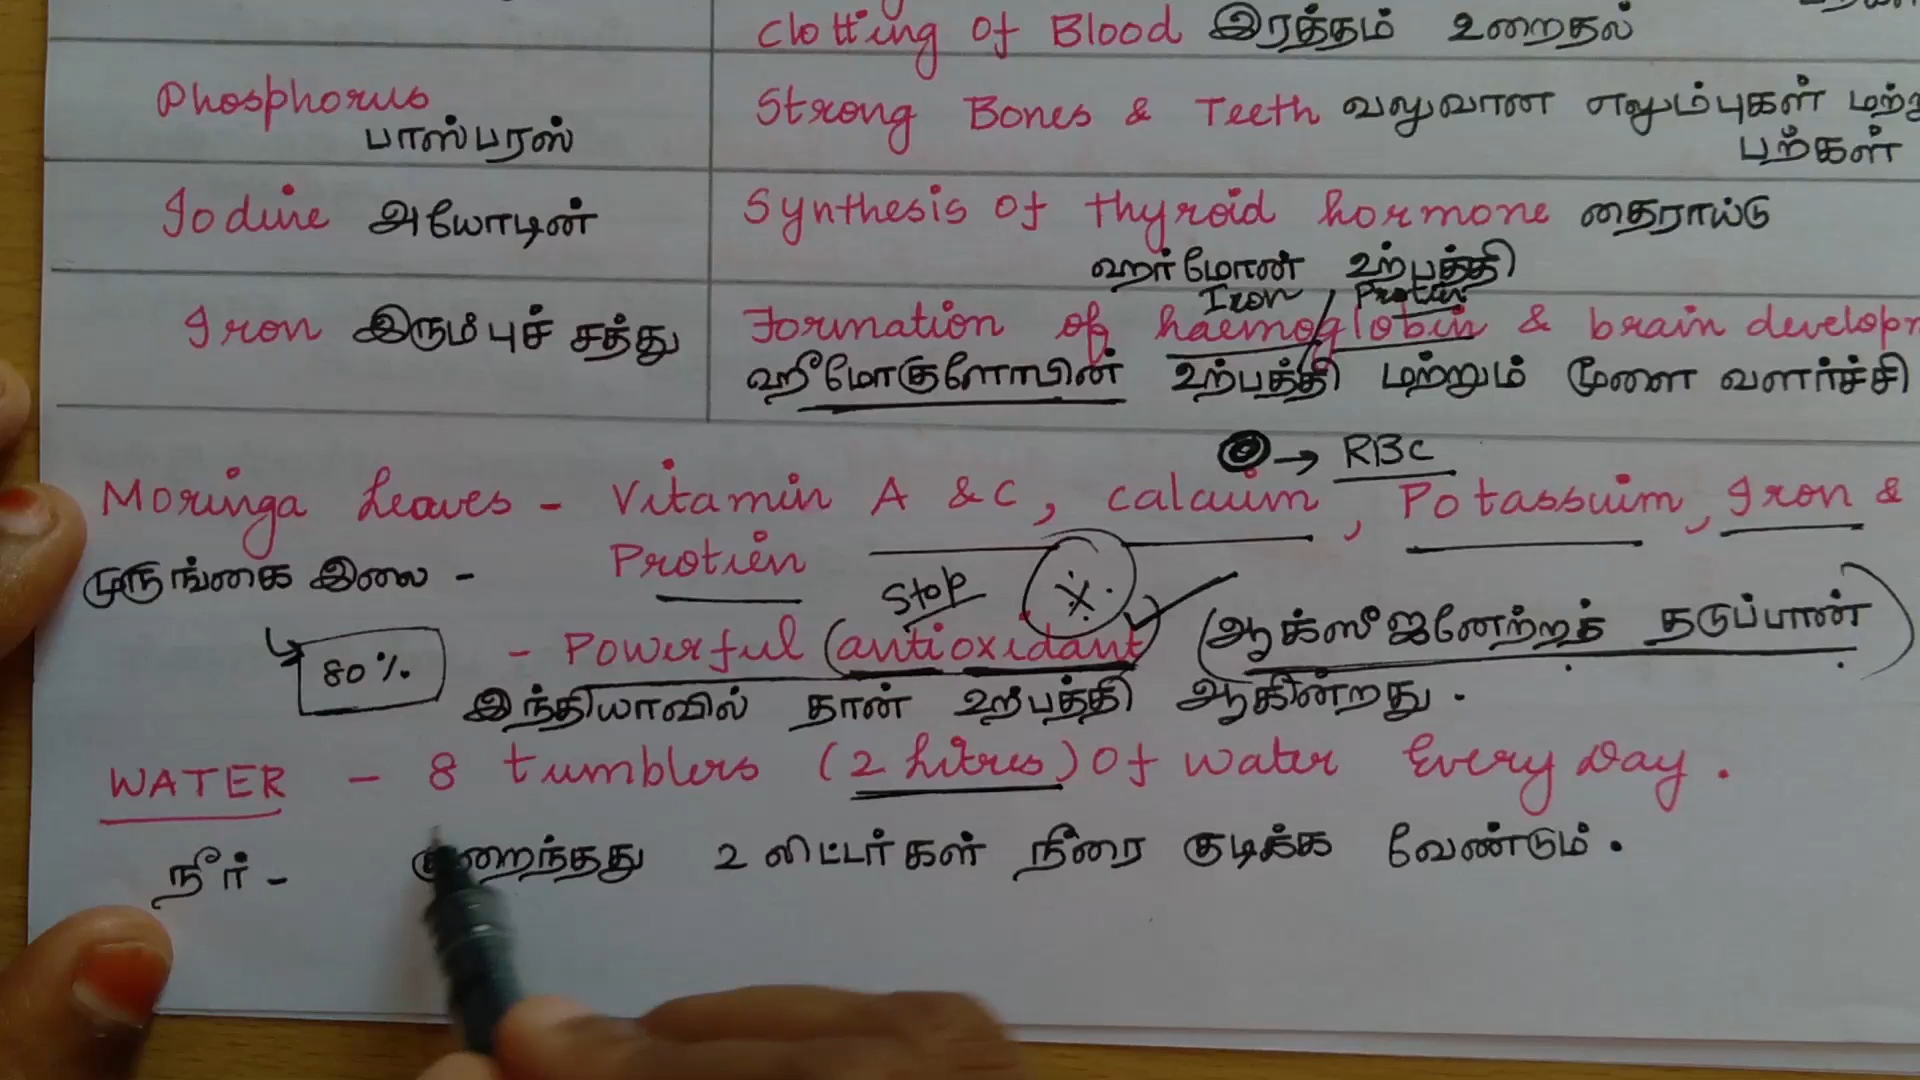 Clotting of Blood இரத்தம் உறைதல்
Phosphorus Strong Bones & Teeth வலுவான எலும்புகள் மற்று
பாஸ்பரஸ் பற்கள்
Iodine அயோடின் Synthesis of thyroid hormone தைராய்டு
ஹார்மோன் உற்பத்தி
Iron / Protein
Iron இரும்புச் சத்து Formation of haemoglobin & brain develop
ஹீமோகுளோபின் உற்பத்தி மற்றும் மூளை வளர்ச்சி
→ RBC
Moringa Leaves - Vitamin A & C, Calcium, Potassium, Iron &
முருங்கை இலை - Protien
Stop
- Powerful (antioxidant) (ஆக்ஸீஜனேற்றத் தடுப்பான்)
80%
இந்தியாவில் தான் உற்பத்தி ஆகின்றது.
WATER - 8 tumblers (2 litres) of water Every Day.
நீர் - குறைந்தது 2 லிட்டர்கள் நீரை குடிக்க வேண்டும்.